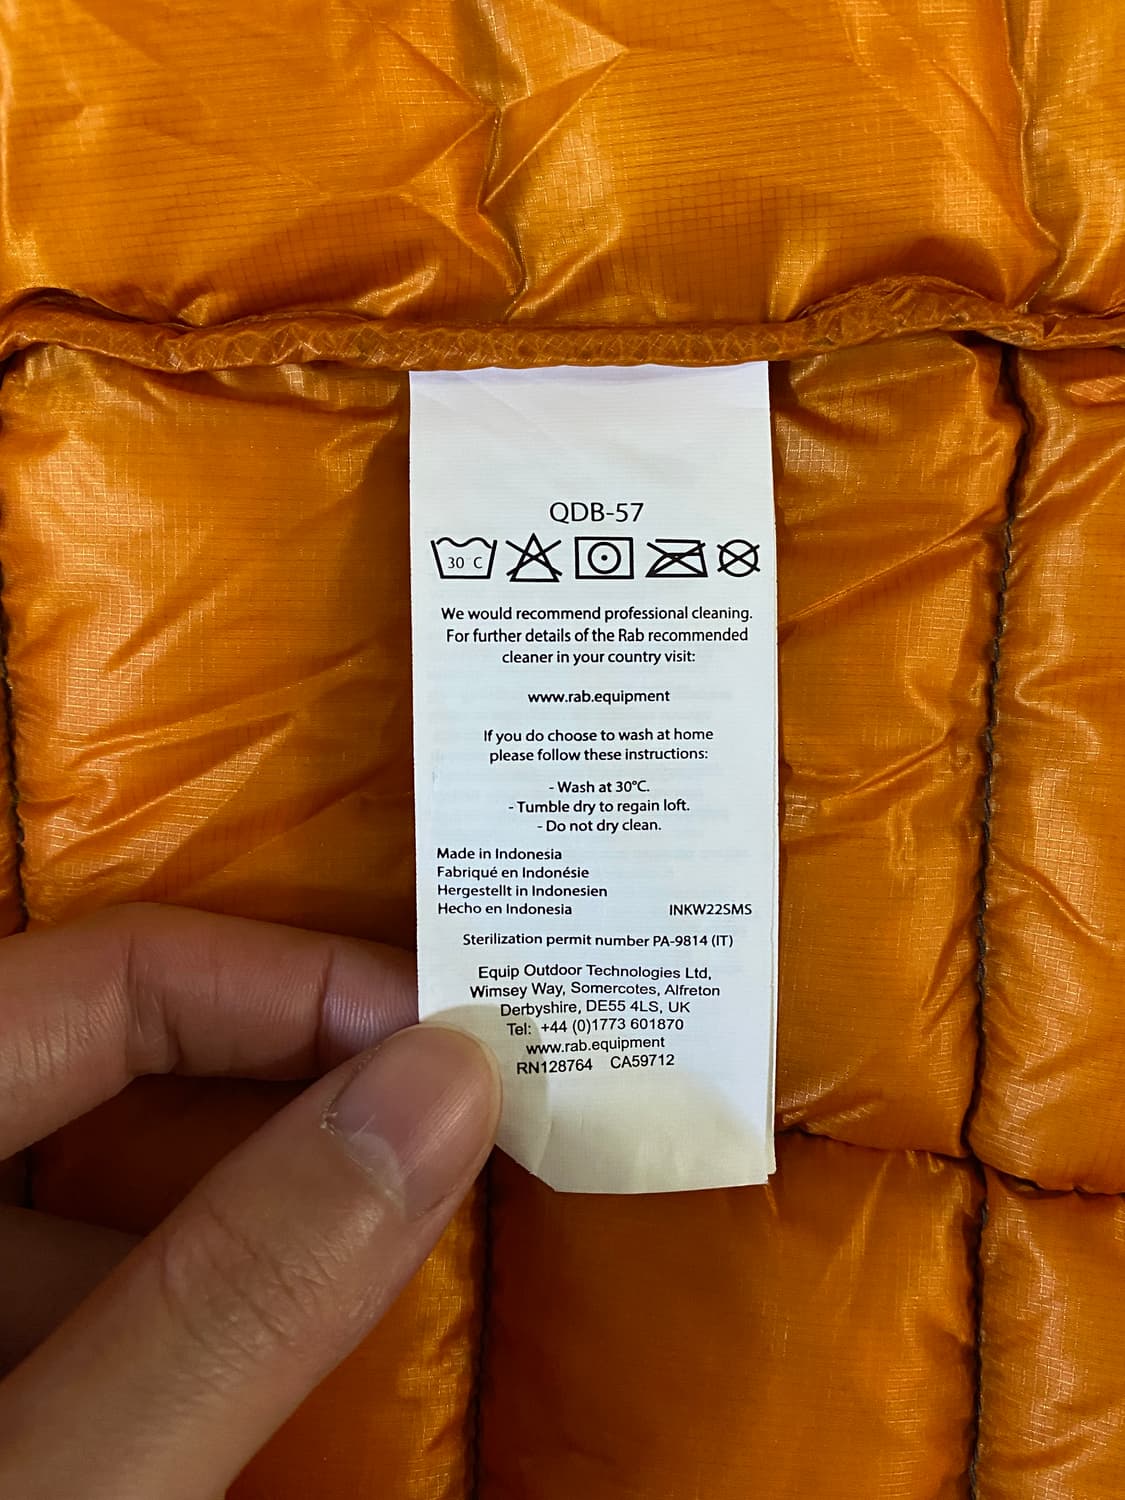 QDB-57
30 C
We would recommend professional cleaning.
For further details of the Rab recommended
cleaner in your country visit:
www.rab.equipment
If you do choose to wash at home
please follow these instructions:
- Wash at 30°C.
- Tumble dry to regain loft.
- Do not dry clean.
Made in Indonesia
Fabriqué en Indonésie
Hergestellt in Indonesien
Hecho en Indonesia INKW22SMS
Sterilization permit number PA-9814 (IT)
Equip Outdoor Technologies Ltd,
Wimsey Way, Somercotes, Alfreton
Derbyshire, DE55 4LS, UK
Tel: +44 (0)1773 601870
www.rab.equipment
RN128764 CA59712